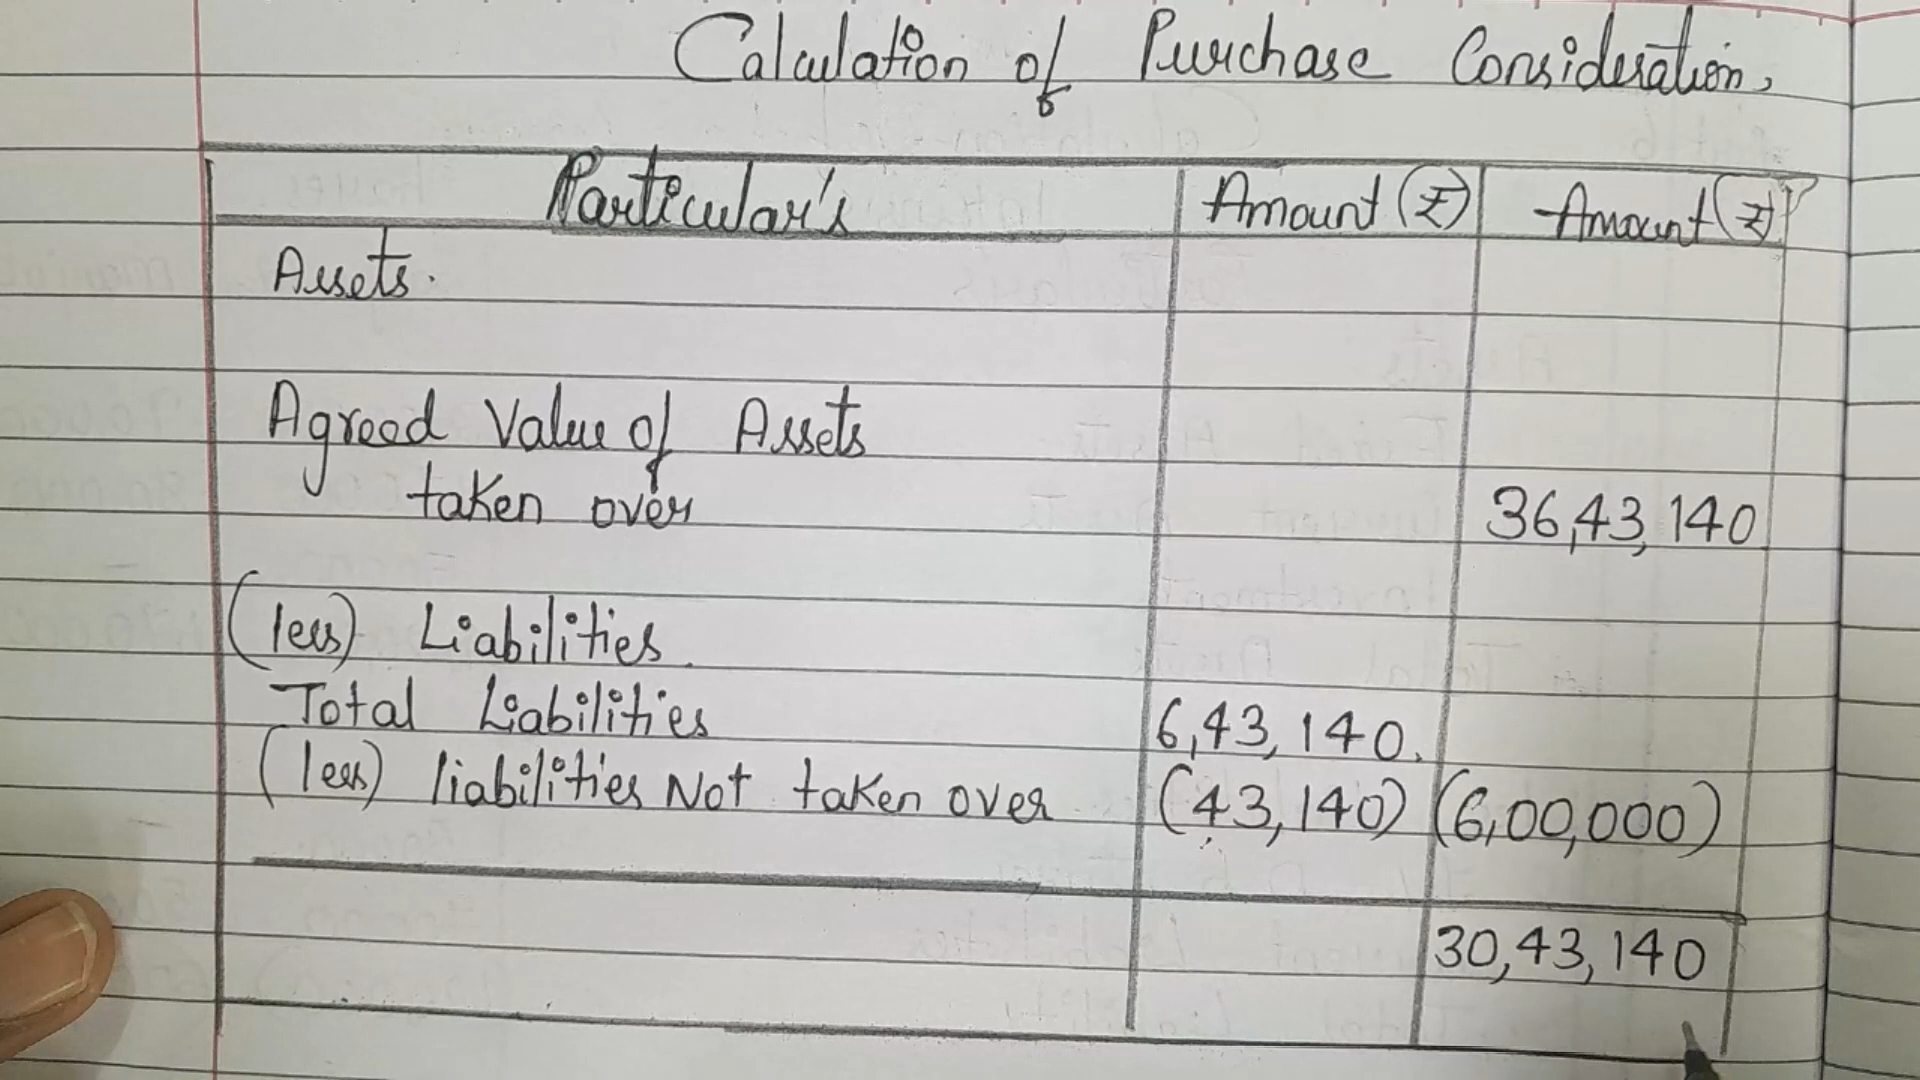 Calculation of Purchase Consideration,
Particular's Amount (₹) Amount (₹)
Assets.
Agreed Value of Assets
taken over 36,43,140
(less) Liabilities
Total Liabilities 6,43,140.
(less) liabilities Not taken over (43,140) (6,00,000)
30,43,140